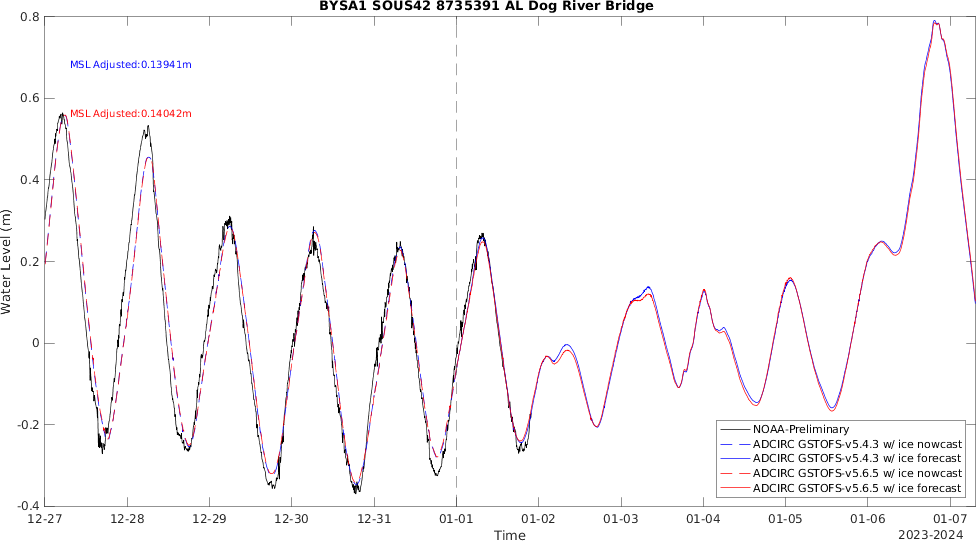 BYSA1 SOUS42 8735391 AL Dog River Bridge
0.8
MSL Adjusted:0.13941m
0.6
MSL Adjusted:0.14042m
0.4
0.2
Water Level (m)
0
-0.2
NOAA-Preliminary
ADCIRC GSTOFS-v5.4.3 w/ ice nowcast
ADCIRC GSTOFS-v5.4.3 w/ ice forecast
ADCIRC GSTOFS-v5.6.5 w/ ice nowcast
ADCIRC GSTOFS-v5.6.5 w/ ice forecast
-0.4
12-27 12-28 12-29 12-30 12-31 01-01 01-02 01-03 01-04 01-05 01-06 01-07
Time
2023-2024